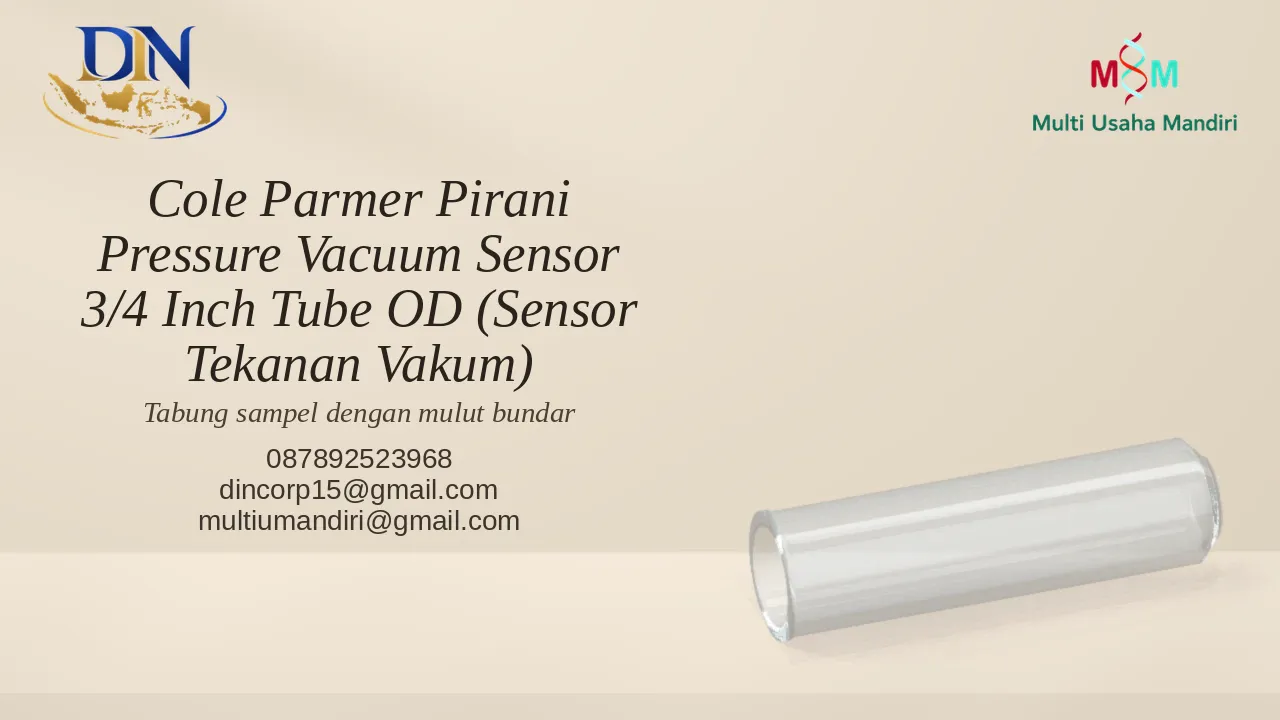 DN
M M
Multi Usaha Mandiri
Cole Parmer Pirani
Pressure Vacuum Sensor
3/4 Inch Tube OD (Sensor
Tekanan Vakum)
Tabung sampel dengan mulut bundar
087892523968
dincorp15@gmail.com
multiumandiri@gmail.com